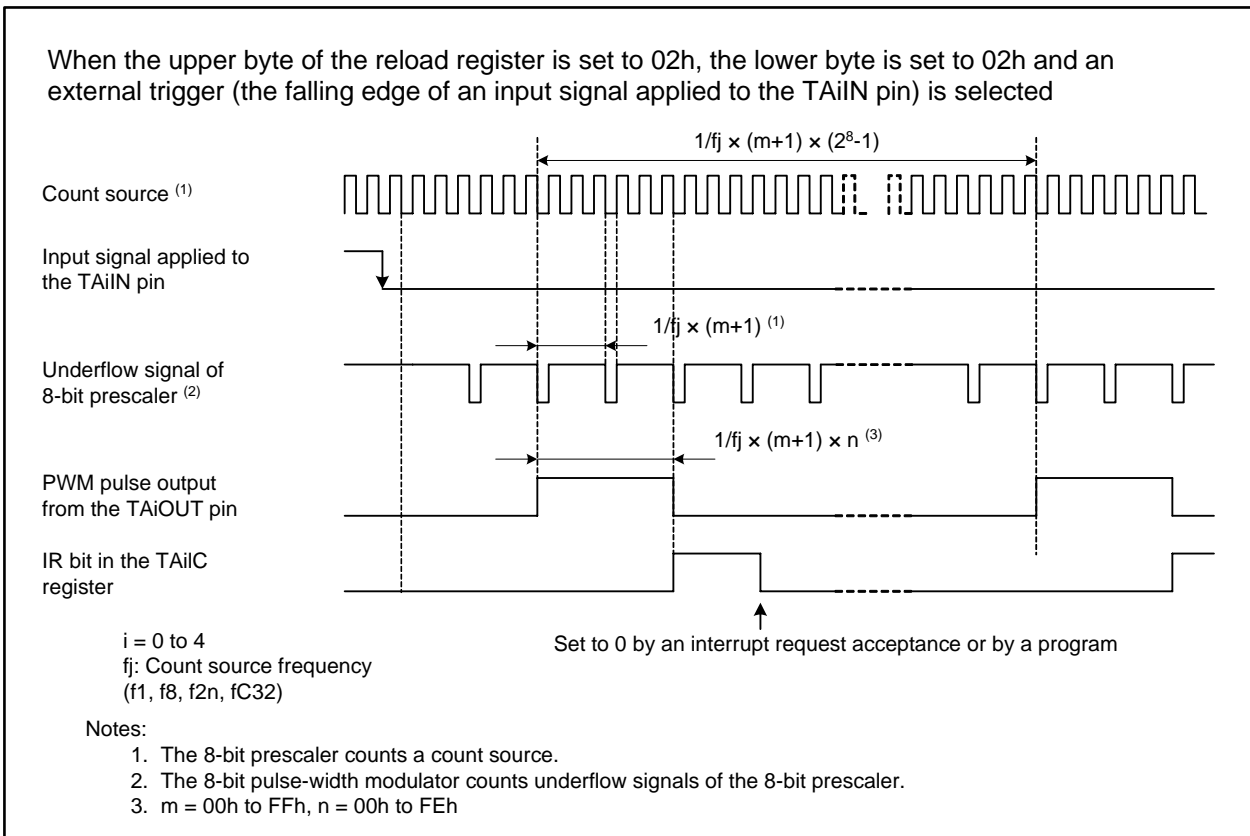 When the upper byte of the reload register is set to 02h, the lower byte is set to 02h and an
external trigger (the falling edge of an input signal applied to the TAiIN pin) is selected
1/fj × (m+1) × (2⁸-1)
Count source (1)
Input signal applied to
the TAiIN pin
1/fj × (m+1) (1)
Underflow signal of
8-bit prescaler (2)
1/fj × (m+1) × n (3)
PWM pulse output
from the TAiOUT pin
IR bit in the TAiIC
register
Set to 0 by an interrupt request acceptance or by a program
i = 0 to 4
fj: Count source frequency
(f1, f8, f2n, fC32)
Notes:
1. The 8-bit prescaler counts a count source.
2. The 8-bit pulse-width modulator counts underflow signals of the 8-bit prescaler.
3. m = 00h to FFh, n = 00h to FEh